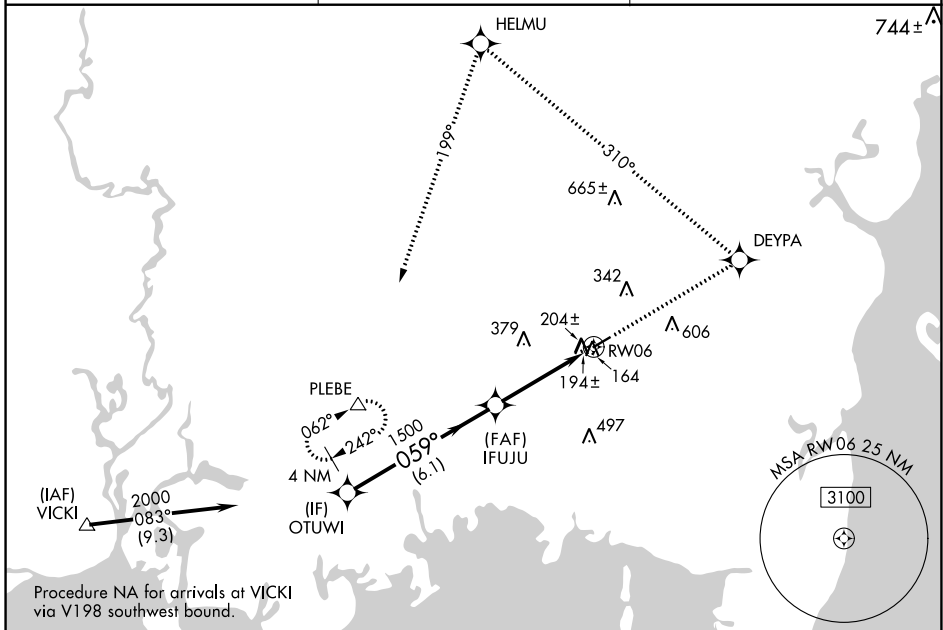 HELMU
744±
199°
310°
665±
DEYPA
342
379
204±
606
RW06
194±
164
PLEBE
062°
242°
1500
059°
(6.1)
(FAF)
IFUJU
497
4 NM
(IF)
OTUWI
(IAF)
VICKI
2000
083°
(9.3)
MSA RW06 25 NM
3100
Procedure NA for arrivals at VICKI
via V198 southwest bound.